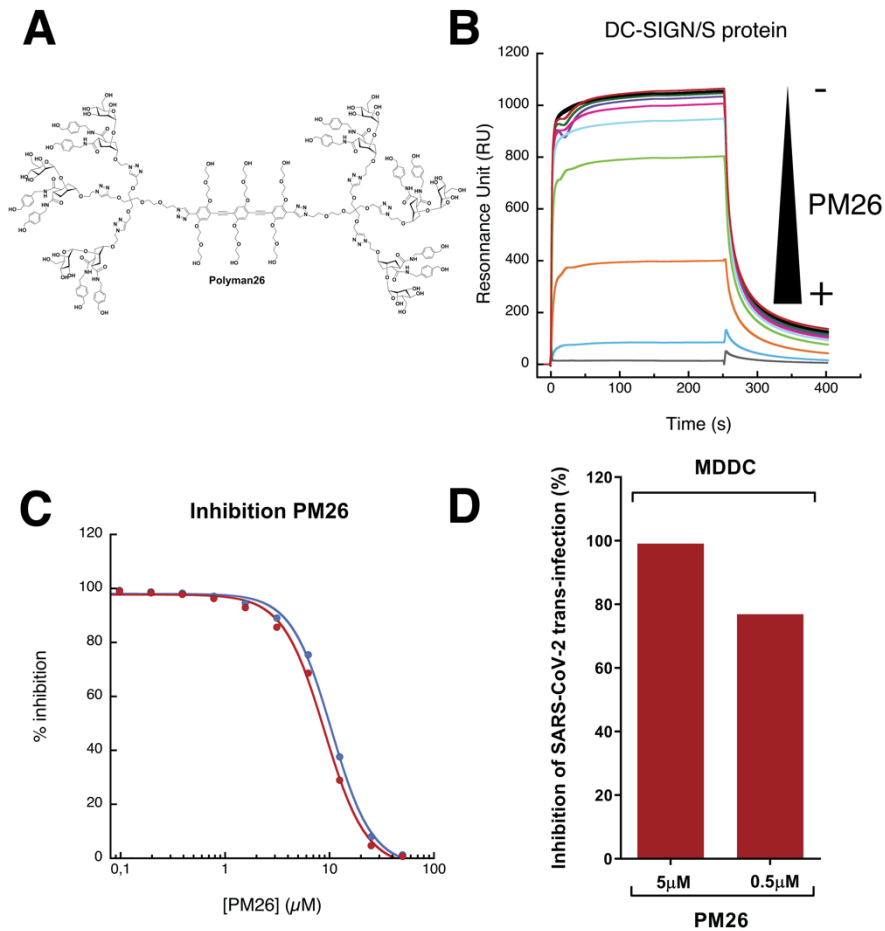 A
Polyman26
B
DC-SIGN/S protein
1200
1000
800
600
400
200
0
Resonnance Unit (RU)
0
100
200
300
400
Time (s)
-
PM26
+
C
Inhibition PM26
120
100
80
60
40
20
0
% inhibition
0,1
1
10
100
[PM26] (µM)
D
MDDC
120
100
80
60
40
20
0
Inhibition of SARS-CoV-2 trans-infection (%)
5µM
0.5µM
PM26